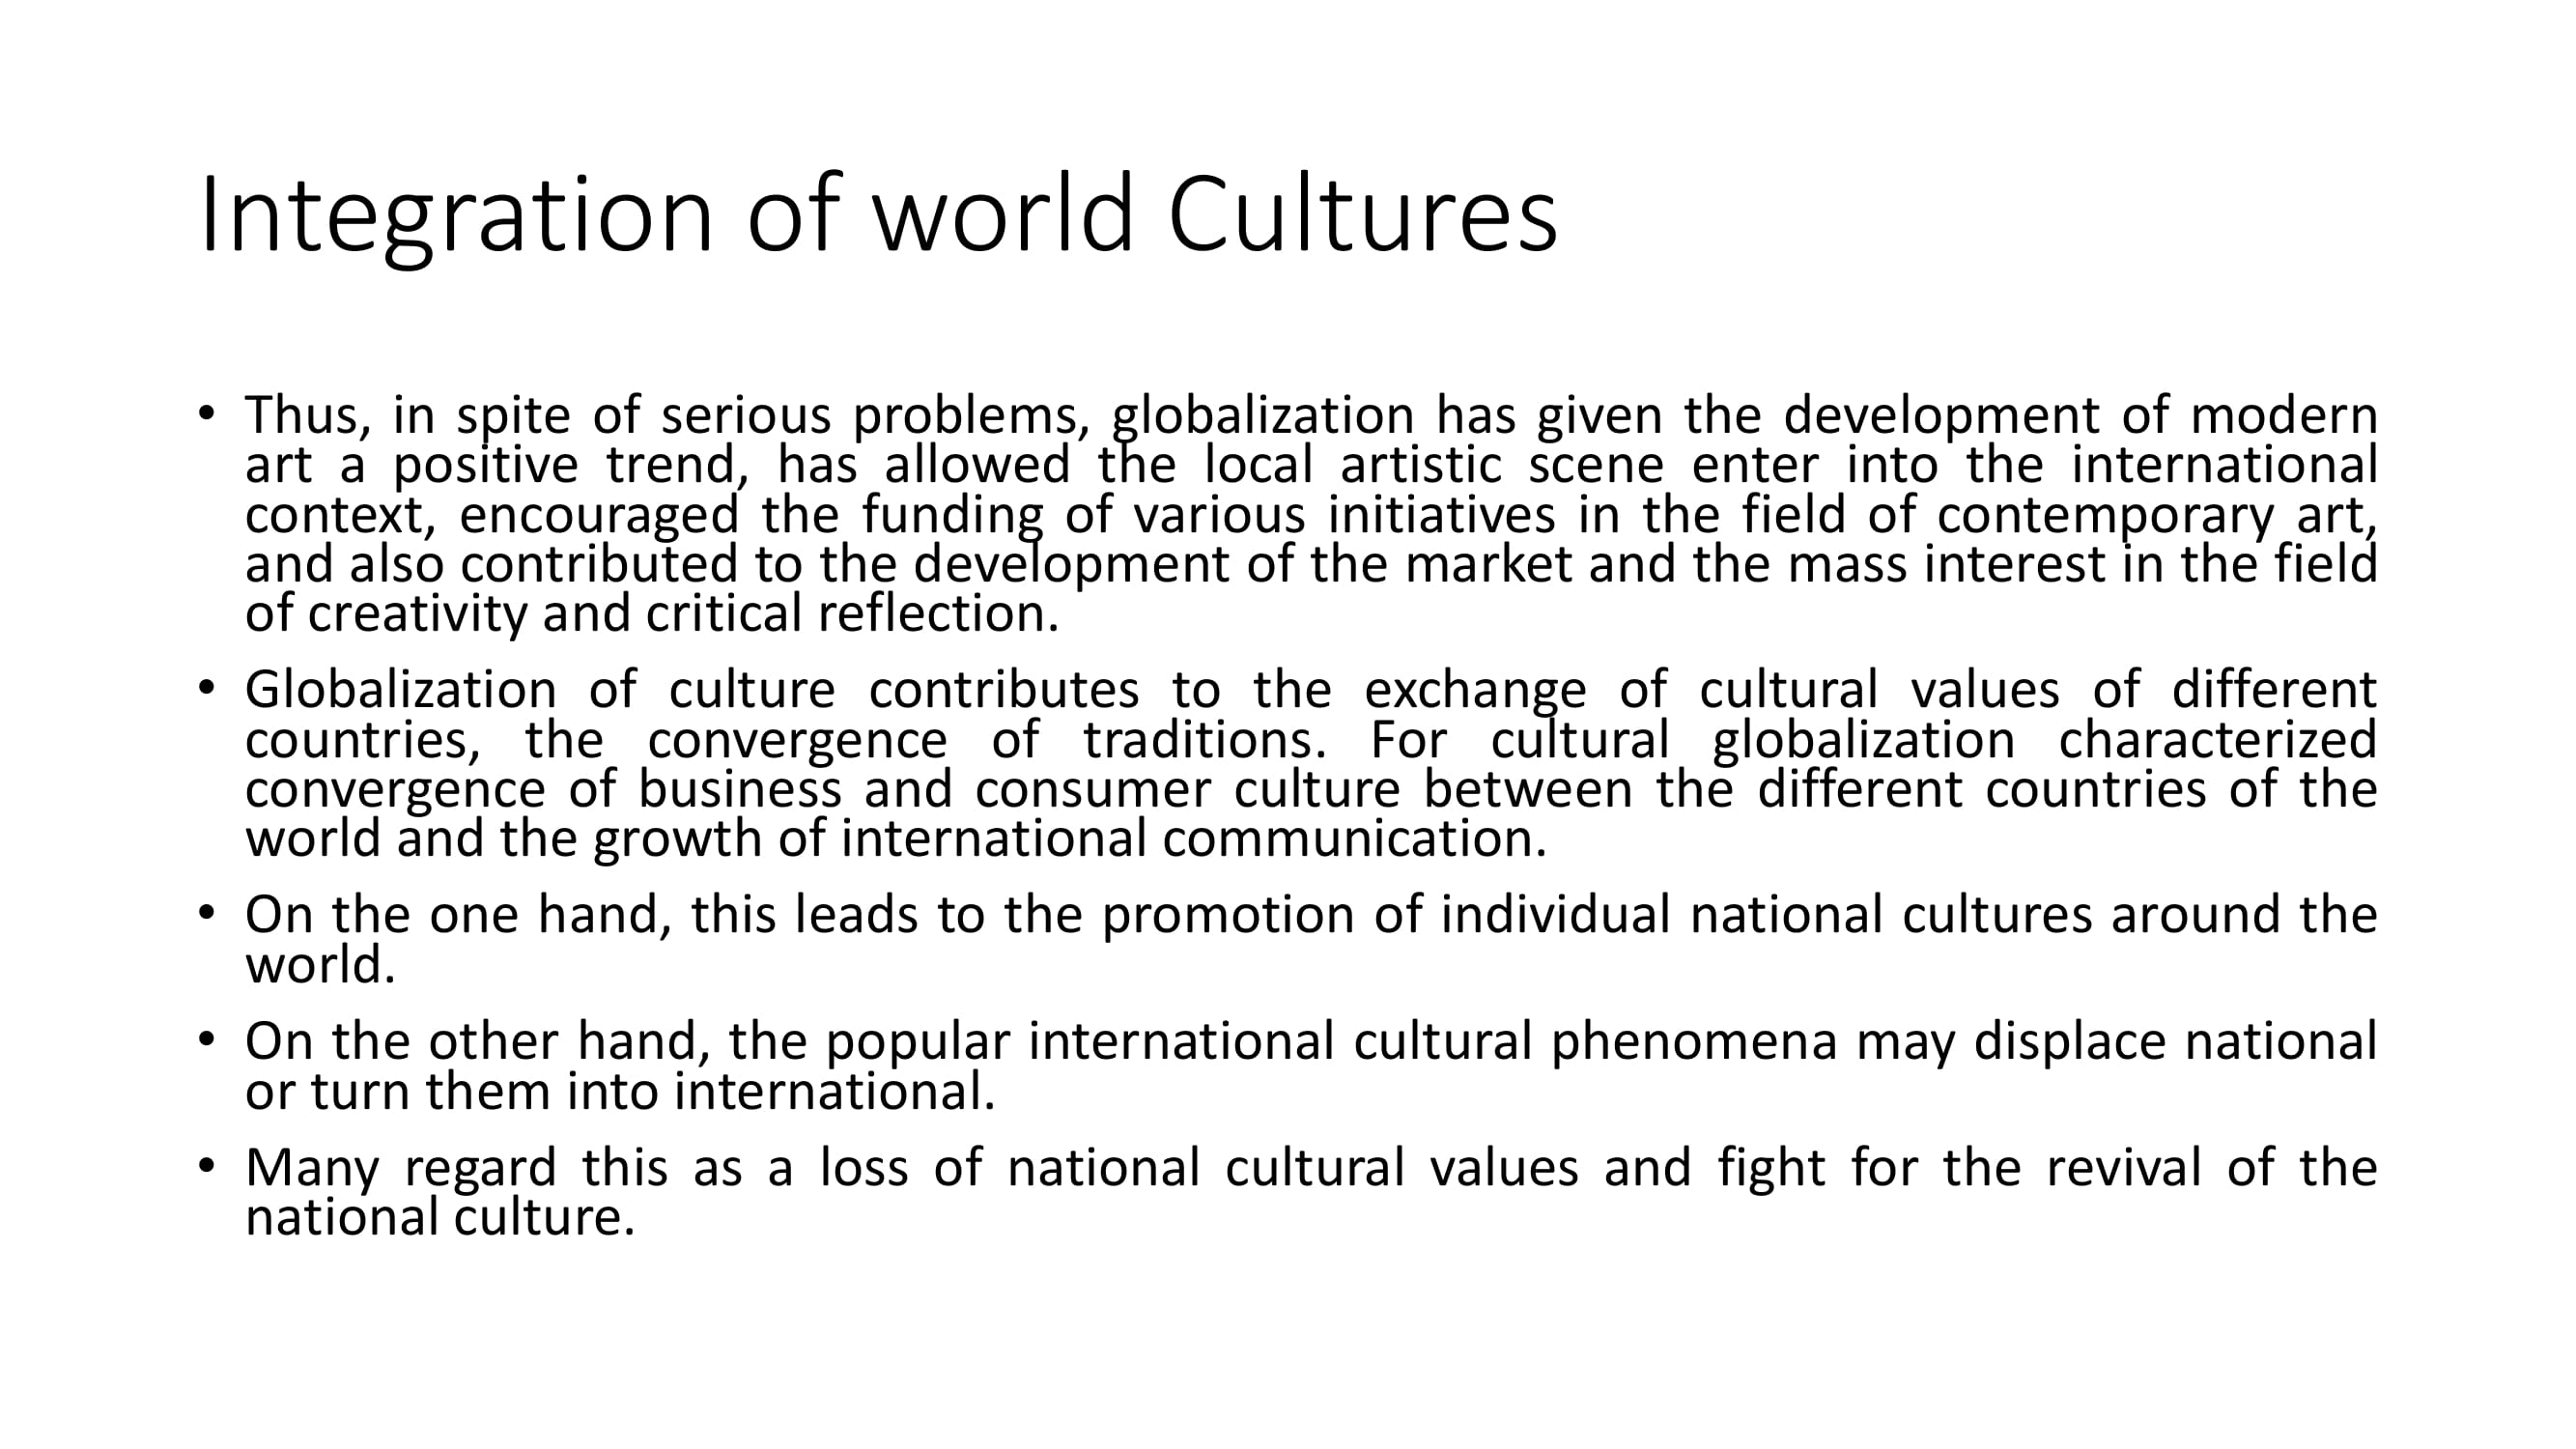 Integration of world Cultures
• Thus, in spite of serious problems, globalization has given the development of modern
art a positive trend, has allowed the local artistic scene enter into the international
context, encouraged the funding of various initiatives in the field of contemporary art,
and also contributed to the development of the market and the mass interest in the field
of creativity and critical reflection.
• Globalization of culture contributes to the exchange of cultural values of different
countries, the convergence of traditions. For cultural globalization characterized
convergence of business and consumer culture between the different countries of the
world and the growth of international communication.
• On the one hand, this leads to the promotion of individual national cultures around the
world.
• On the other hand, the popular international cultural phenomena may displace national
or turn them into international.
• Many regard this as a loss of national cultural values and fight for the revival of the
national culture.